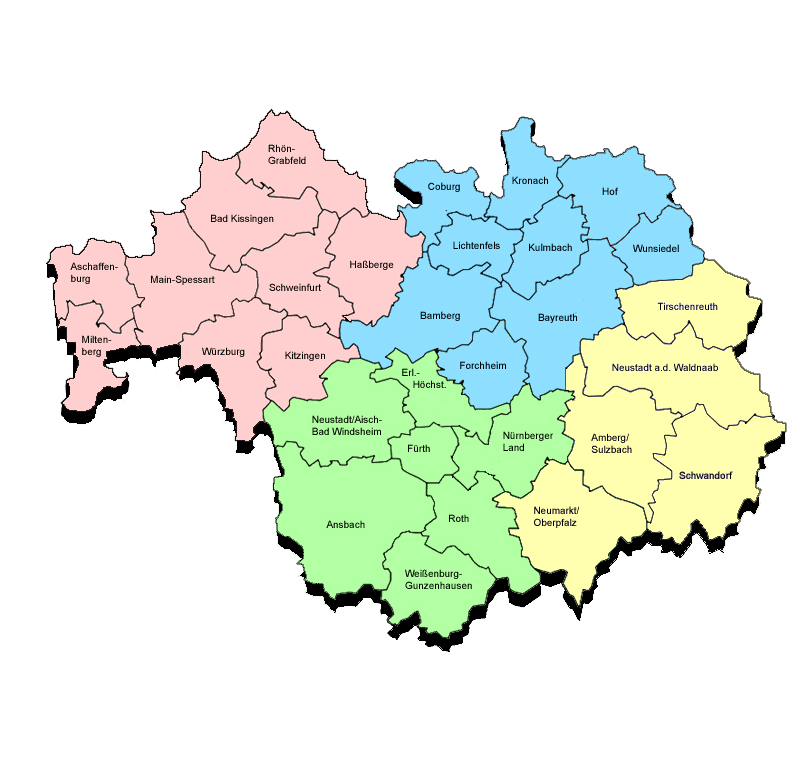 Rhön-
Grabfeld
Coburg
Kronach
Hof
Bad Kissingen
Lichtenfels
Kulmbach
Wunsiedel
Aschaffen-
burg
Main-Spessart
Haßberge
Schweinfurt
Tirschenreuth
Bamberg
Bayreuth
Milten-
berg
Würzburg
Kitzingen
Forchheim
Neustadt a.d. Waldnaab
Erl.-
Höchst.
Neustadt/Aisch-
Bad Windsheim
Fürth
Nürnberger
Land
Amberg/
Sulzbach
Schwandorf
Ansbach
Roth
Neumarkt/
Oberpfalz
Weißenburg-
Gunzenhausen